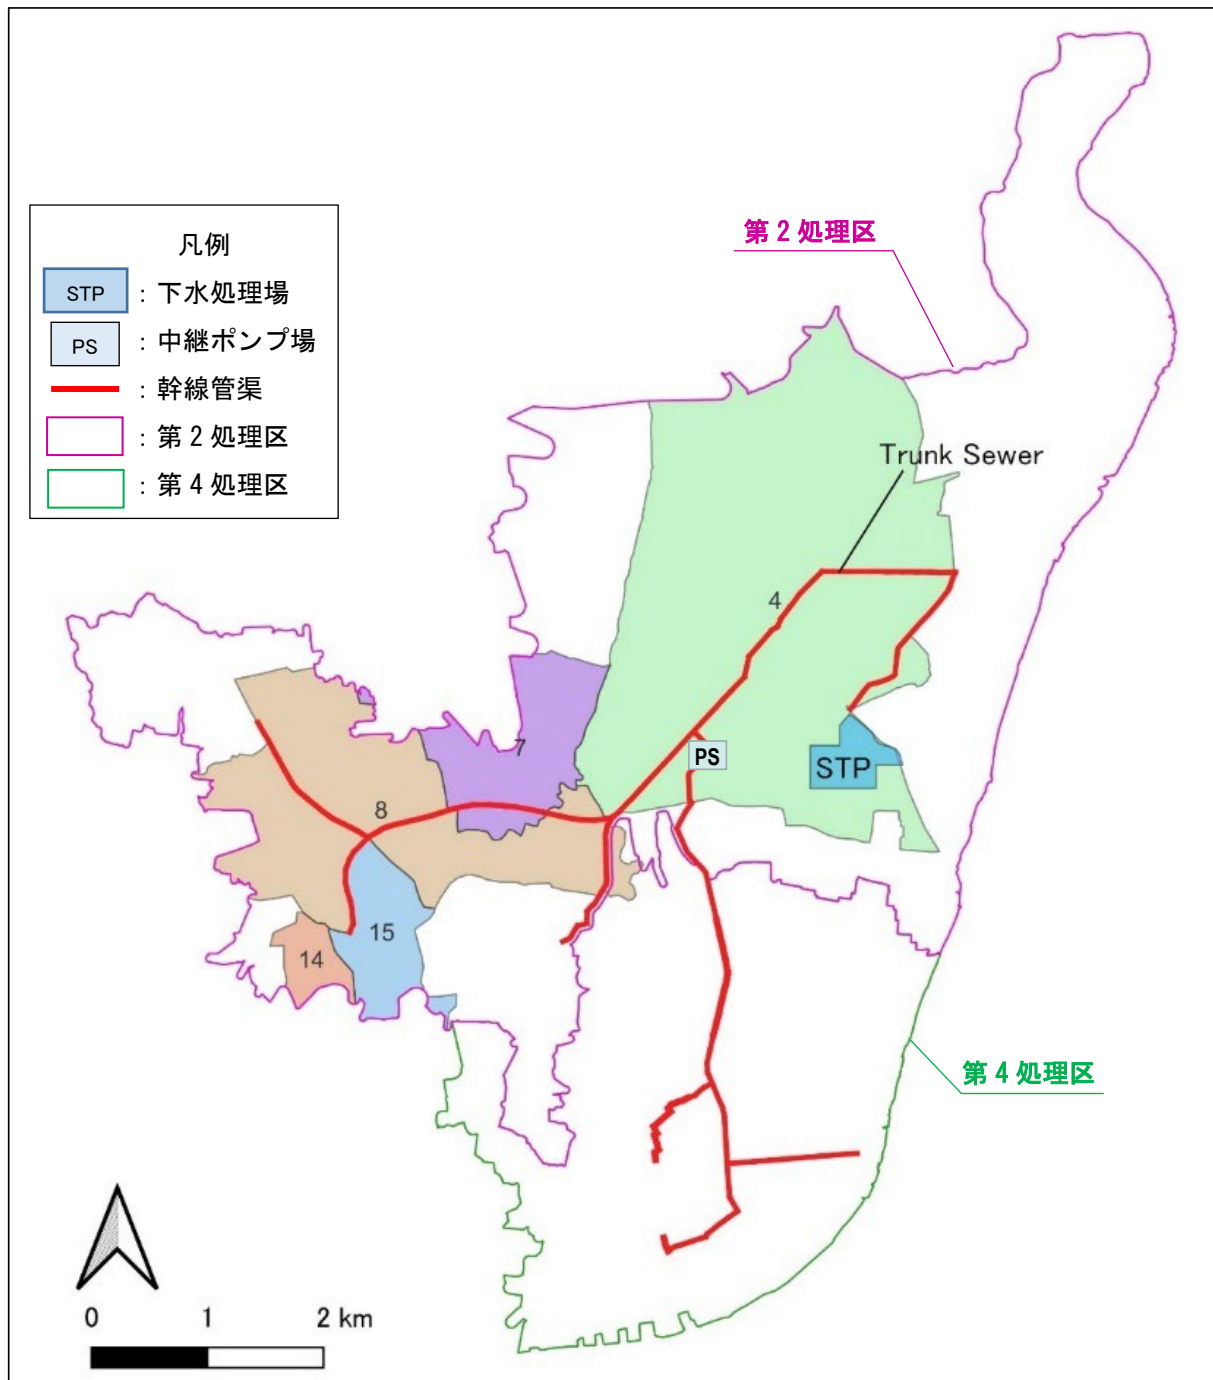 第2処理区
凡例
STP : 下水処理場
PS : 中継ポンプ場
: 幹線管渠
: 第2処理区
: 第4処理区
Trunk Sewer
4
7
PS
STP
8
15
14
第4処理区
0 1 2 km